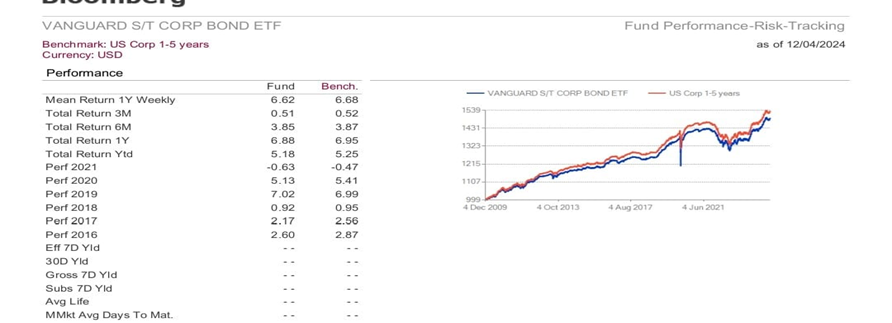 Bloomberg
VANGUARD S/T CORP BOND ETF
Fund Performance-Risk-Tracking
Benchmark: US Corp 1-5 years
as of 12/04/2024
Currency: USD
Performance
Fund Bench.
Mean Return 1Y Weekly 6.62 6.68
Total Return 3M 0.51 0.52
Total Return 6M 3.85 3.87
Total Return 1Y 6.88 6.95
Total Return Ytd 5.18 5.25
Perf 2021 -0.63 -0.47
Perf 2020 5.13 5.41
Perf 2019 7.02 6.99
Perf 2018 0.92 0.95
Perf 2017 2.17 2.56
Perf 2016 2.60 2.87
Eff 7D Yld - - - -
30D Yld - - - -
Gross 7D Yld - - - -
Subs 7D Yld - - - -
Avg Life - - - -
MMkt Avg Days To Mat. - - - -
VANGUARD S/T CORP BOND ETF US Corp 1-5 years
1539
1431
1323
1215
1107
999
4 Dec 2009 4 Oct 2013 4 Aug 2017 4 Jun 2021